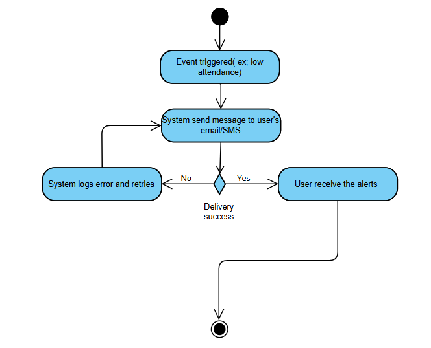 Event triggered( ex: low
attendance)
System send message to user's
email/SMS
No
Yes
System logs error and retries
User receive the alerts
Delivery
success